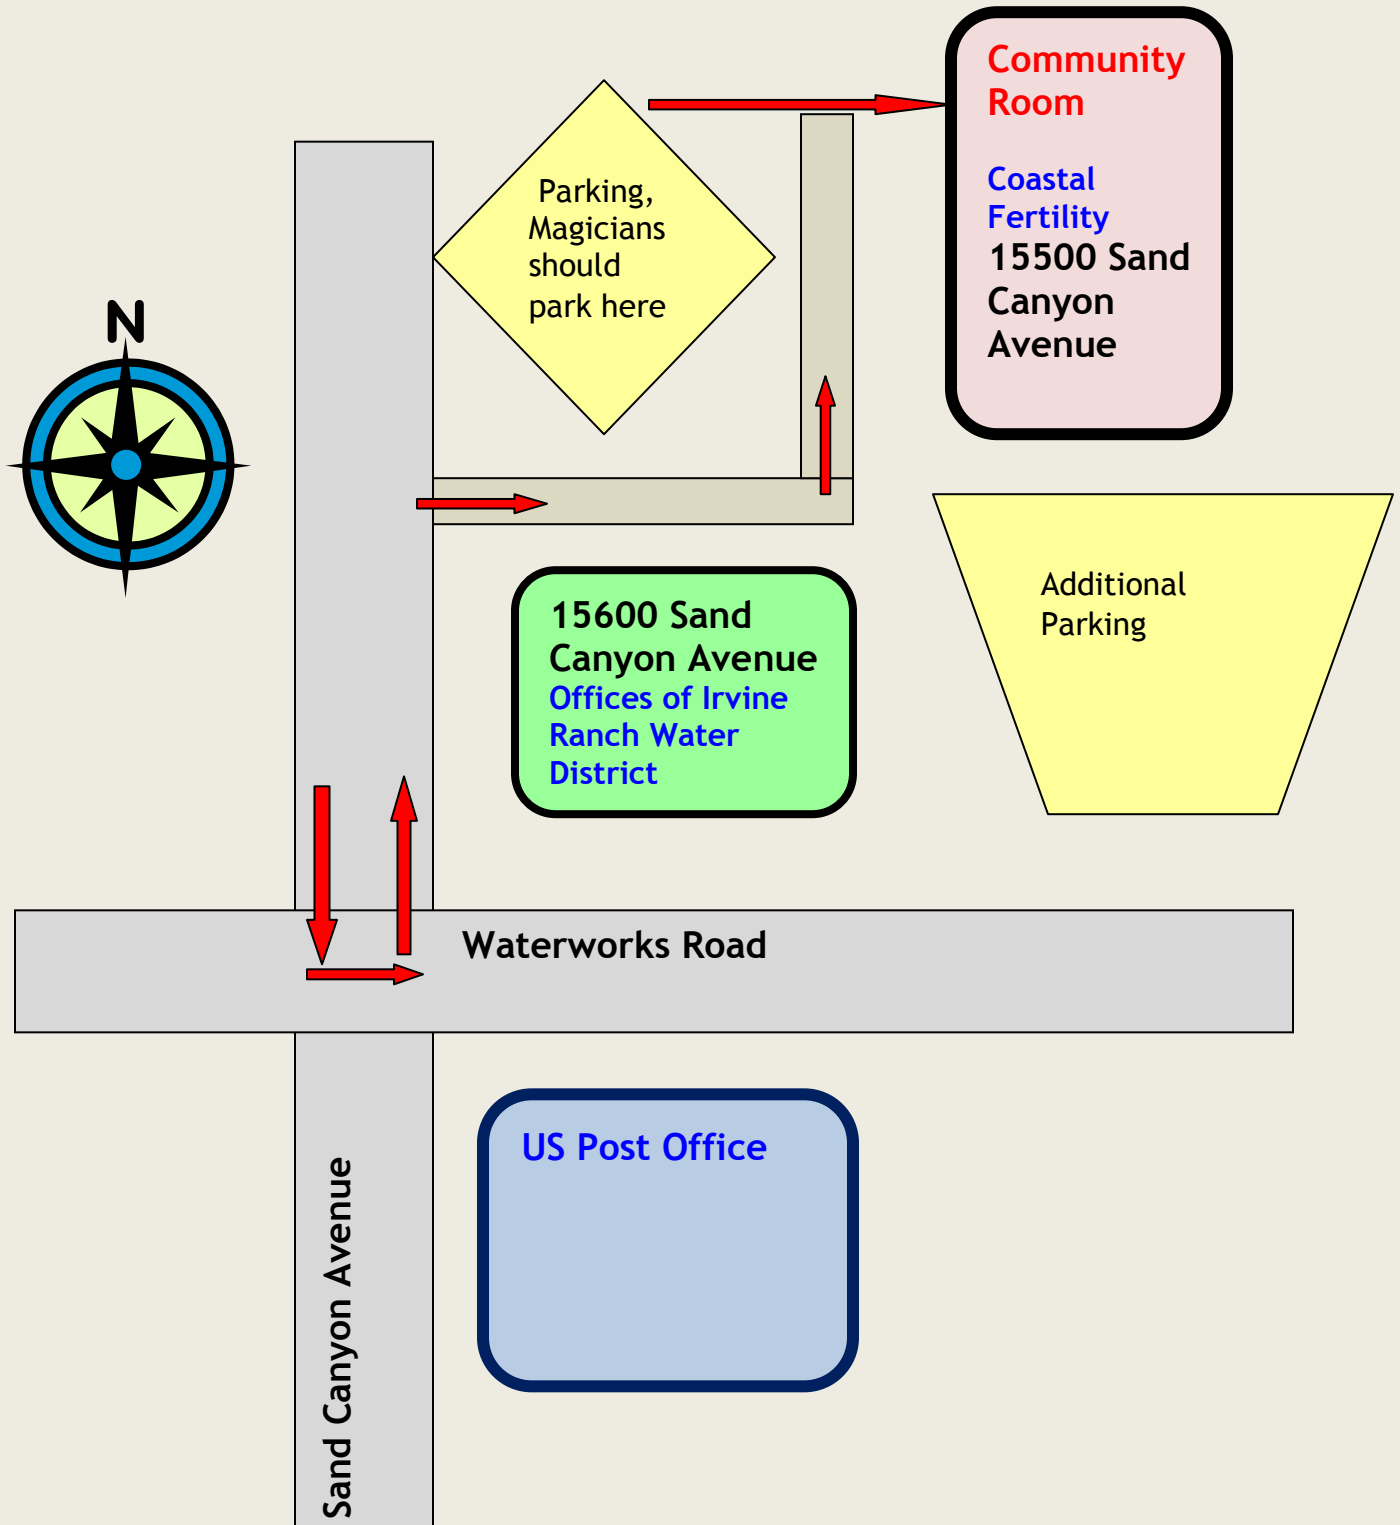 Community
Room
Coastal
Fertility
15500 Sand
Canyon
Avenue
Parking,
Magicians
should
park here
N
Additional
Parking
15600 Sand
Canyon Avenue
Offices of Irvine
Ranch Water
District
Waterworks Road
US Post Office
Sand Canyon Avenue